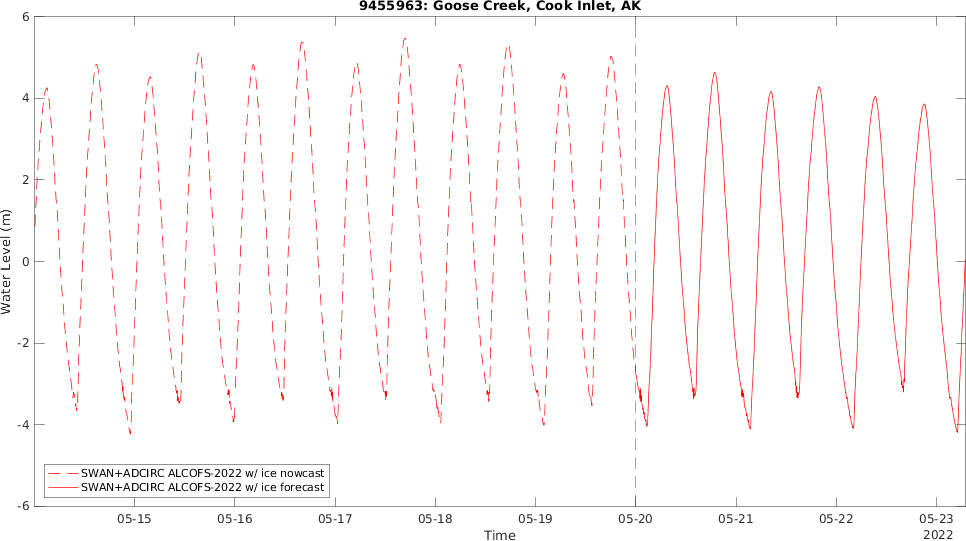 9455963: Goose Creek, Cook Inlet, AK
6
4
2
0
-2
-4
-6
Water Level (m)
SWAN+ADCIRC ALCOFS-2022 w/ ice nowcast
SWAN+ADCIRC ALCOFS-2022 w/ ice forecast
05-15 05-16 05-17 05-18 05-19 05-20 05-21 05-22 05-23
Time
2022